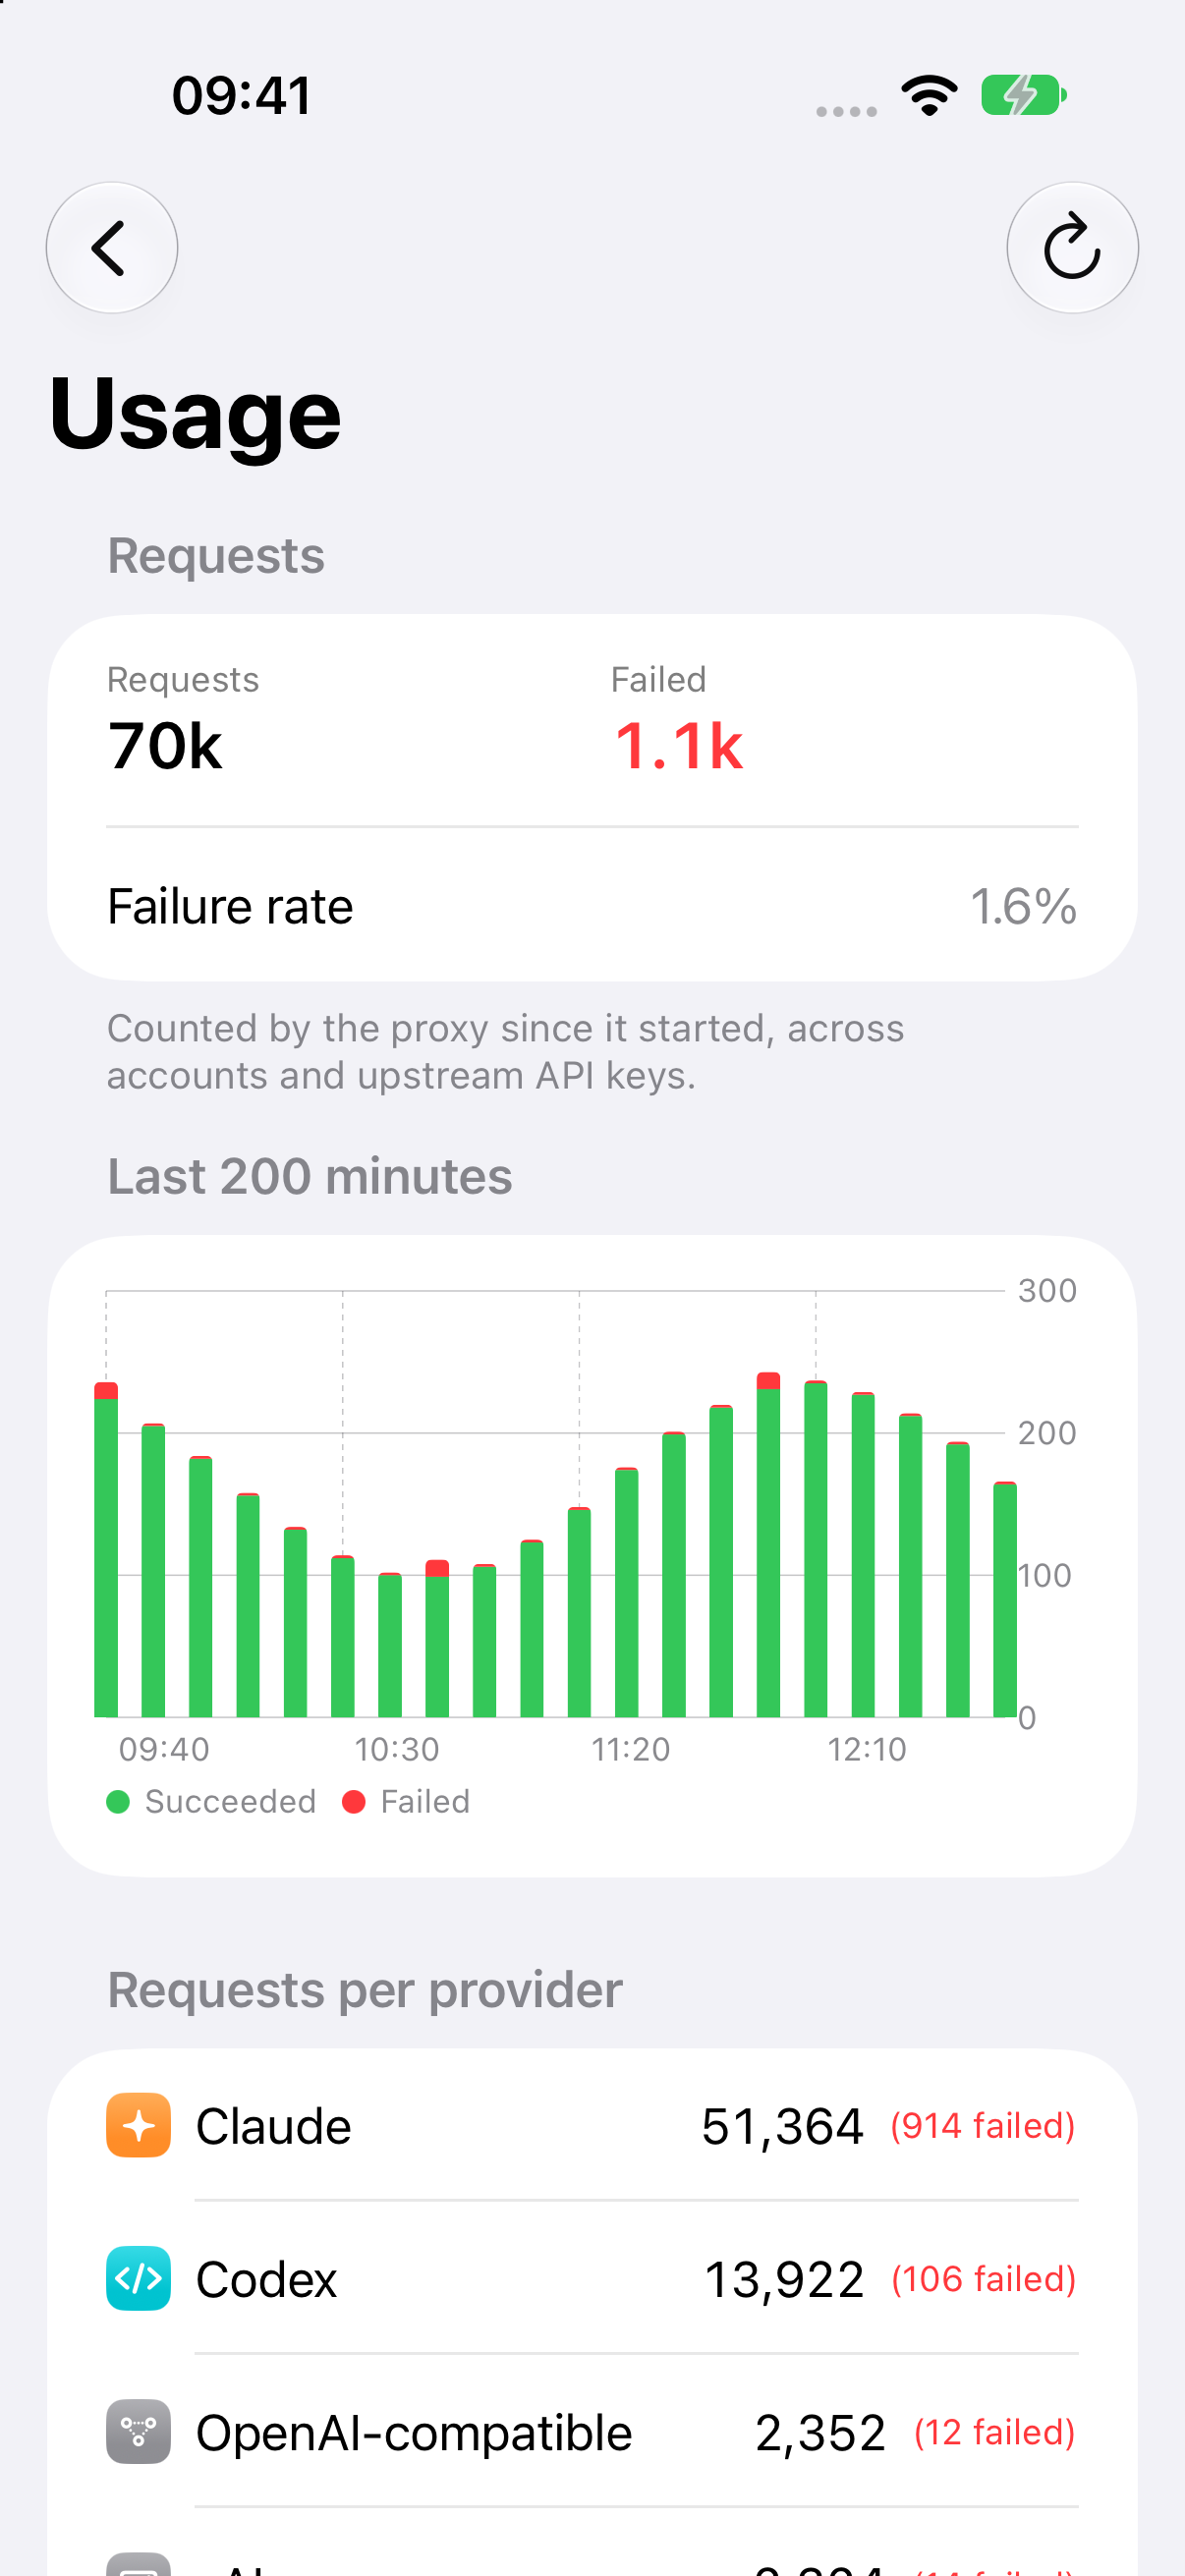 09:41
Usage
Requests
Requests Failed
70k 1.1k
Failure rate 1.6%
Counted by the proxy since it started, across
accounts and upstream API keys.
Last 200 minutes
300
200
100
0
09:40 10:30 11:20 12:10
Succeeded Failed
Requests per provider
Claude 51,364 (914 failed)
Codex 13,922 (106 failed)
OpenAI-compatible 2,352 (12 failed)